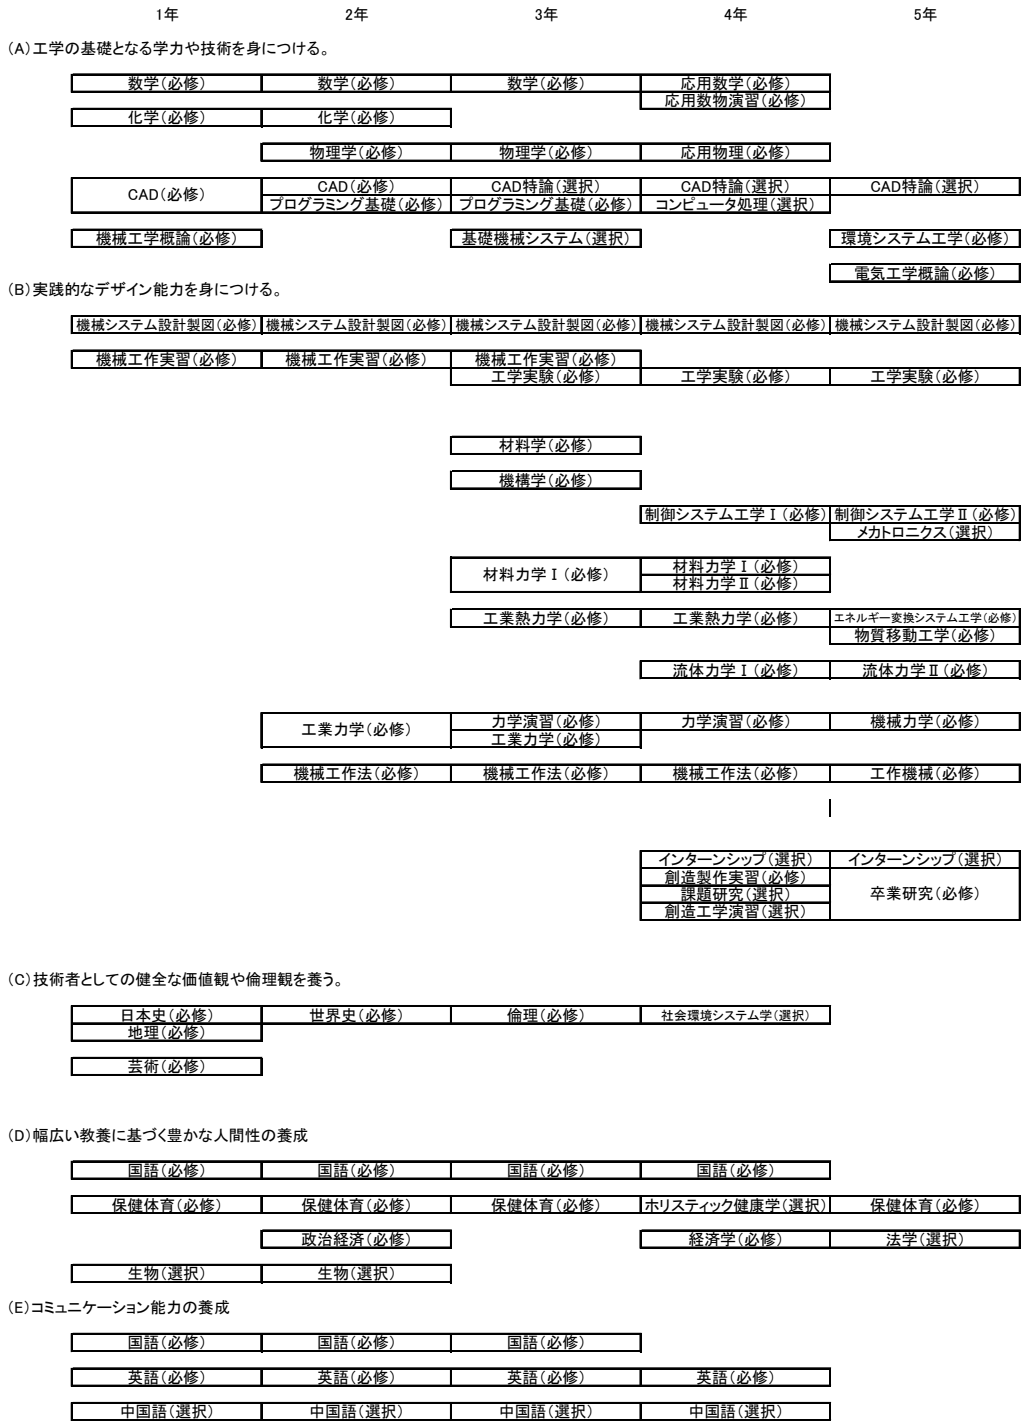 1年 2年 3年 4年 5年
(A)工学の基礎となる学力や技術を身につける。
数学(必修) 数学(必修) 数学(必修) 応用数学(必修)
応用数物演習(必修)
化学(必修) 化学(必修)
物理学(必修) 物理学(必修) 応用物理(必修)
CAD(必修) CAD(必修) CAD特論(選択) CAD特論(選択) CAD特論(選択)
プログラミング基礎(必修) プログラミング基礎(必修) コンピュータ処理(選択)
機械工学概論(必修) 基礎機械システム(選択) 環境システム工学(必修)
電気工学概論(必修)
(B)実践的なデザイン能力を身につける。
機械システム設計製図(必修) 機械システム設計製図(必修) 機械システム設計製図(必修) 機械システム設計製図(必修) 機械システム設計製図(必修)
機械工作実習(必修) 機械工作実習(必修) 機械工作実習(必修)
工学実験(必修) 工学実験(必修) 工学実験(必修)
材料学(必修)
機構学(必修)
制御システム工学Ⅰ(必修) 制御システム工学Ⅱ(必修)
メカトロニクス(選択)
材料力学Ⅰ(必修) 材料力学Ⅰ(必修)
材料力学Ⅱ(必修)
工業熱力学(必修) 工業熱力学(必修) エネルギー変換システム工学(必修)
物質移動工学(必修)
流体力学Ⅰ(必修) 流体力学Ⅱ(必修)
工業力学(必修) 力学演習(必修) 力学演習(必修) 機械力学(必修)
工業力学(必修)
機械工作法(必修) 機械工作法(必修) 機械工作法(必修) 工作機械(必修)
インターンシップ(選択) インターンシップ(選択)
創造製作実習(必修)
課題研究(選択) 卒業研究(必修)
創造工学演習(選択)
(C)技術者としての健全な価値観や倫理観を養う。
日本史(必修) 世界史(必修) 倫理(必修) 社会環境システム学(選択)
地理(必修)
芸術(必修)
(D)幅広い教養に基づく豊かな人間性の養成
国語(必修) 国語(必修) 国語(必修) 国語(必修)
保健体育(必修) 保健体育(必修) 保健体育(必修) ホリスティック健康学(選択) 保健体育(必修)
政治経済(必修) 経済学(必修) 法学(選択)
生物(選択) 生物(選択)
(E)コミュニケーション能力の養成
国語(必修) 国語(必修) 国語(必修)
英語(必修) 英語(必修) 英語(必修) 英語(必修)
中国語(選択) 中国語(選択) 中国語(選択) 中国語(選択)